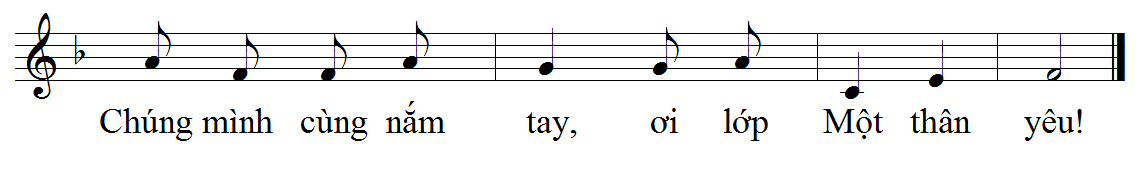 Chúng mình cùng nắm tay, ơi lớp Một thân yêu!